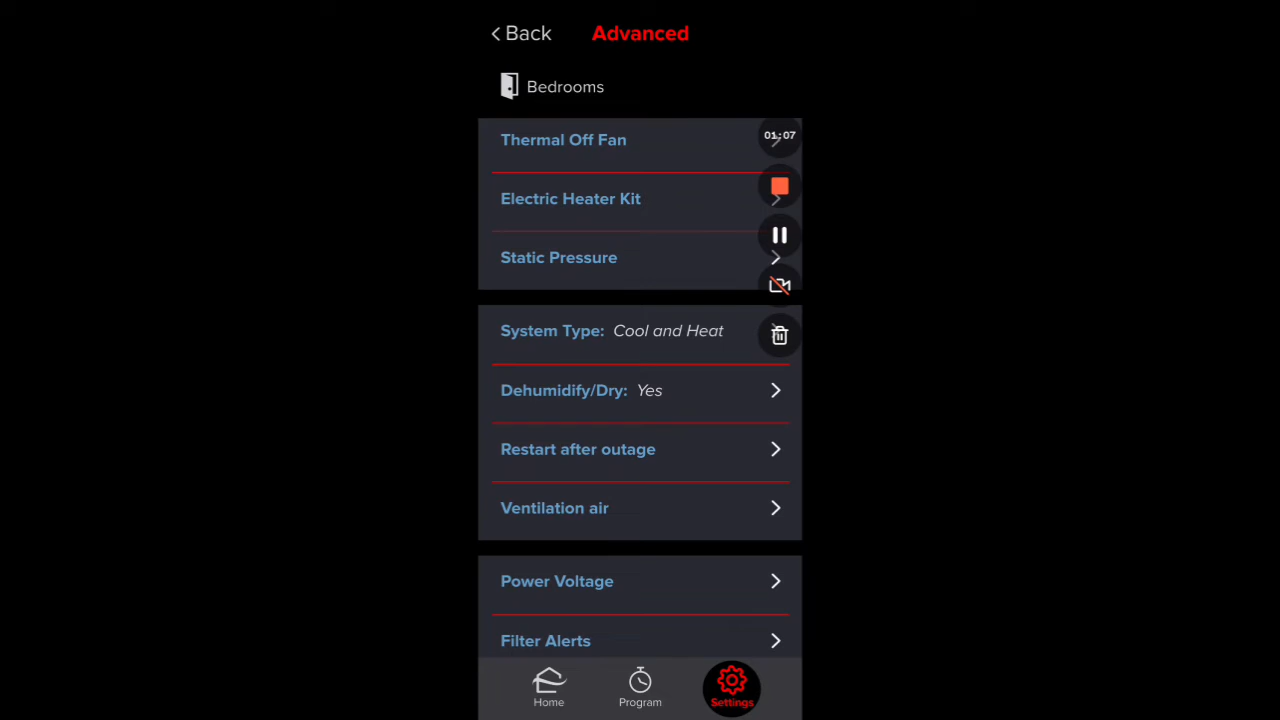 Back Advanced
Bedrooms
Thermal Off Fan
01:07
Electric Heater Kit
Static Pressure
System Type: Cool and Heat
Dehumidify/Dry: Yes
Restart after outage
Ventilation air
Power Voltage
Filter Alerts
Home Program Settings